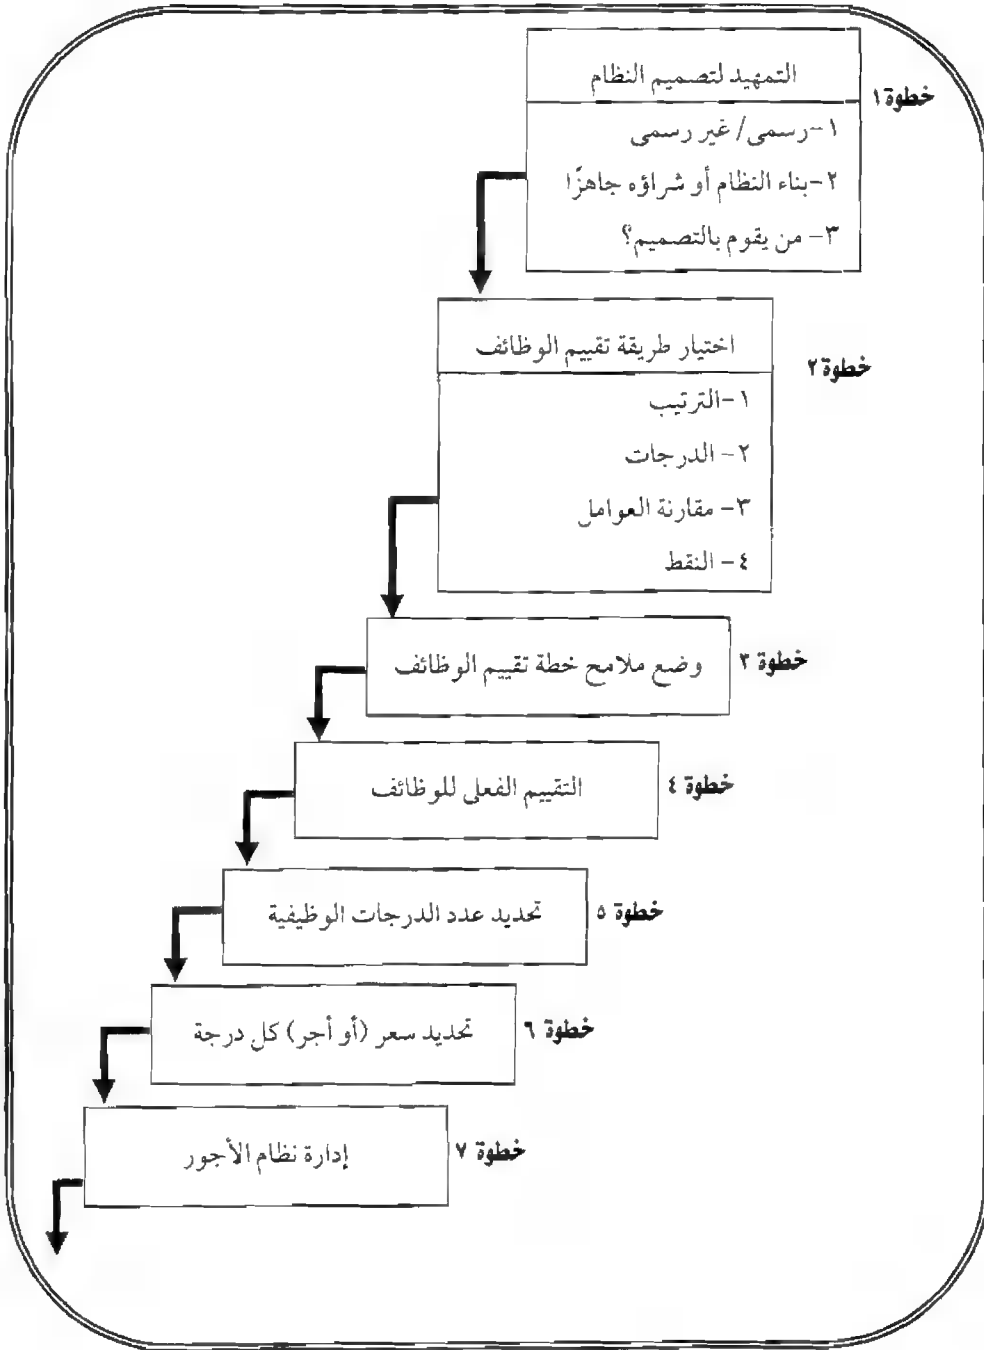 خطوة ١
التمهيد لتصميم النظام
١-رسمى/ غير رسمى
٢-بناء النظام أو شراؤه جاهزًا
٣- من يقوم بالتصميم؟
خطوة ٢
اختيار طريقة تقييم الوظائف
١-الترتيب
٢- الدرجات
٣- مقارنة العوامل
٤- النقط
خطوة ٣
وضع ملامح خطة تقييم الوظائف
خطوة ٤
التقييم الفعلى للوظائف
خطوة ٥
تحديد عدد الدرجات الوظيفية
خطوة ٦
تحديد سعر (أو أجر) كل درجة
خطوة ٧
إدارة نظام الأجور